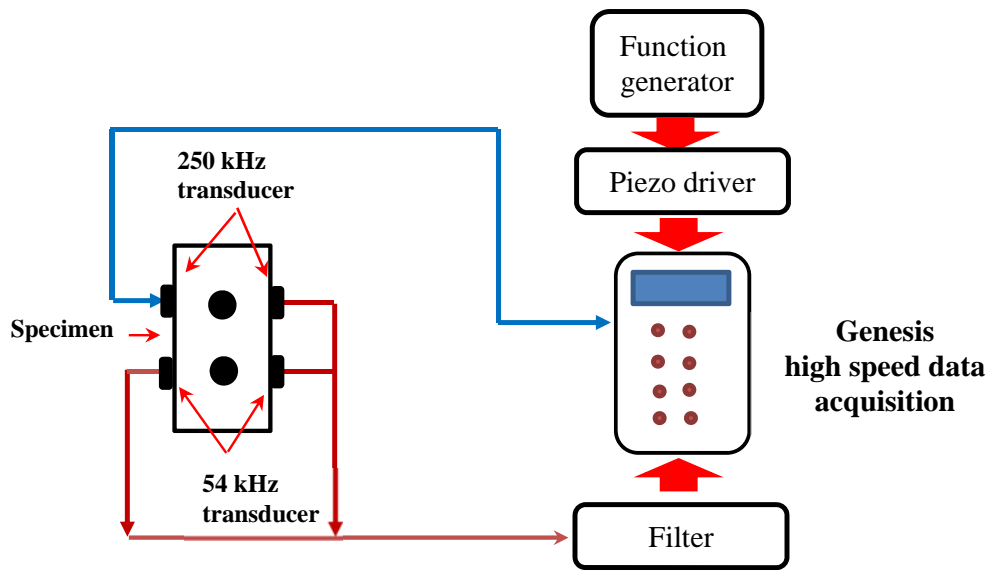 Function
generator
Piezo driver
250 kHz
transducer
Specimen
Genesis
high speed data
acquisition
54 kHz
transducer
Filter